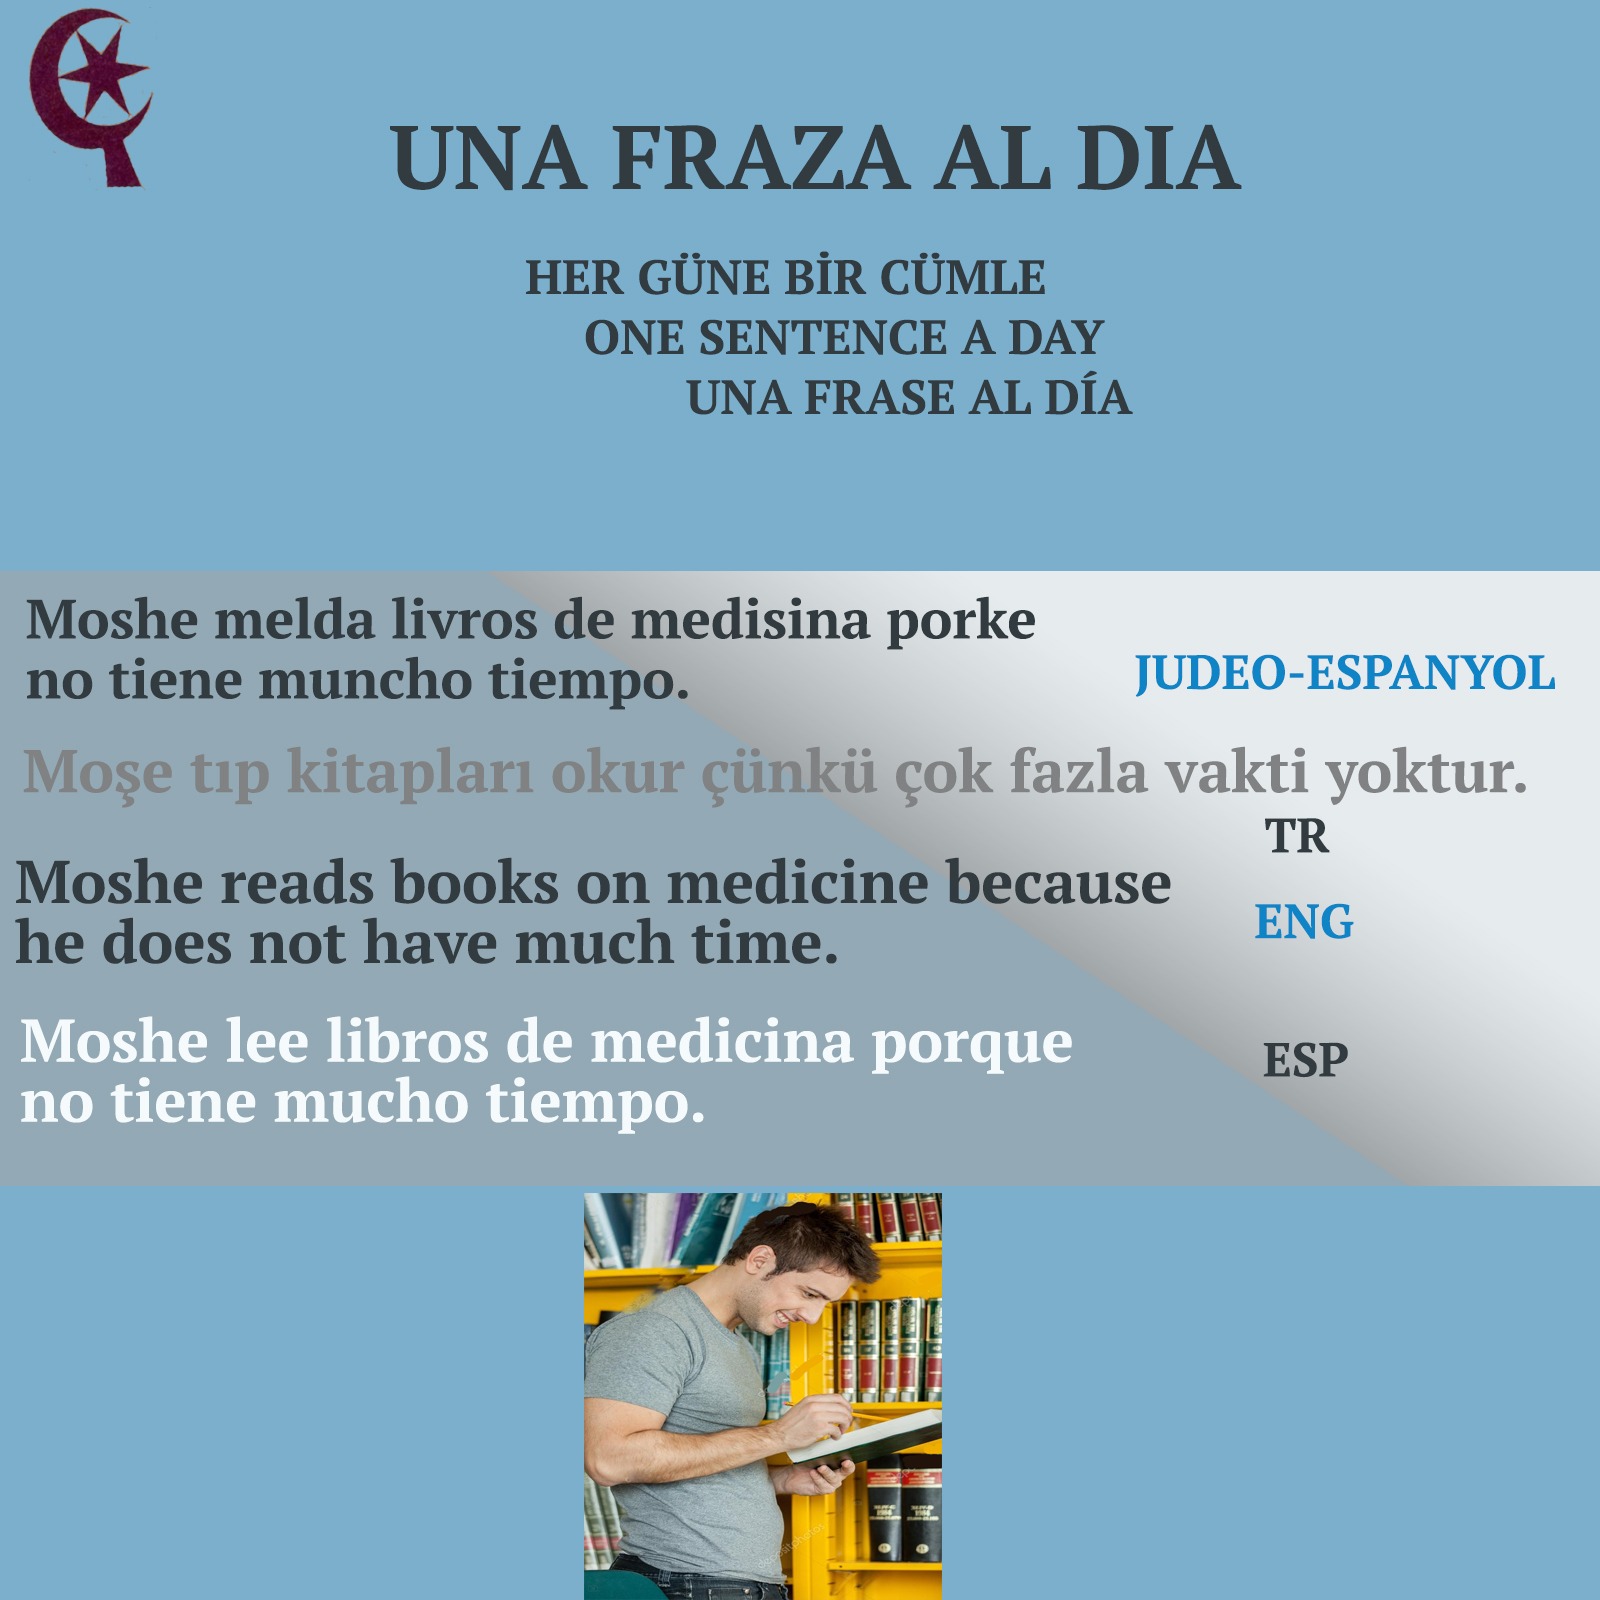 UNA FRAZA AL DIA
HER GÜNE BİR CÜMLE
ONE SENTENCE A DAY
UNA FRASE AL DÍA
Moshe melda livros de medisina porke
no tiene muncho tiempo.
JUDEO-ESPANYOL
Moşe tıp kitapları okur çünkü çok fazla vakti yoktur.
TR
Moshe reads books on medicine because
he does not have much time.
ENG
Moshe lee libros de medicina porque
no tiene mucho tiempo.
ESP
depositphotos